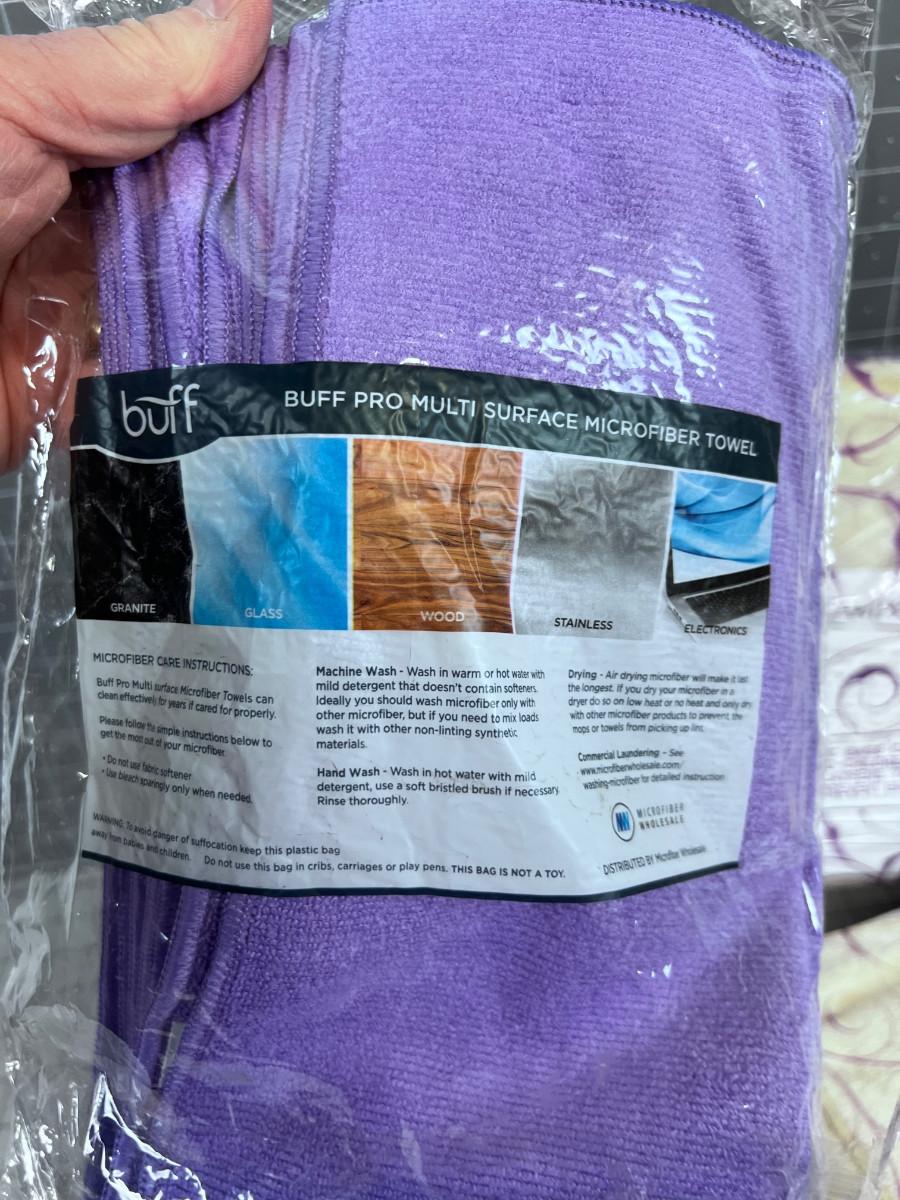 buff
BUFF PRO MULTI SURFACE MICROFIBER TOWEL
GRANITE
GLASS
WOOD
STAINLESS
ELECTRONICS
MICROFIBER CARE INSTRUCTIONS:
Buff Pro Multi surface Microfiber Towels can
clean effectively for years if cared for properly.
Please follow the simple instructions below to
get the most out of your microfiber.
• Do not use fabric softener
• Use bleach sparingly only when needed.
Machine Wash - Wash in warm or hot water with
mild detergent that doesn't contain softeners.
Ideally you should wash microfiber only with
other microfiber, but if you need to mix loads
wash it with other non-linting synthetic
materials.
Hand Wash - Wash in hot water with mild
detergent, use a soft bristled brush if necessary.
Rinse thoroughly.
Drying - Air drying microfiber will make it last
the longest. If you dry your microfiber in a
dryer do so on low heat or no heat and only dry
with other microfiber products to prevent the
mops or towels from picking up lint.
Commercial Laundering - See
www.microfiberwholesale.com/
washing-microfiber for detailed instruction
MICROFIBER
WHOLESALE
WARNING: To avoid danger of suffocation keep this plastic bag
away from babies and children. Do not use this bag in cribs, carriages or play pens. THIS BAG IS NOT A TOY.
DISTRIBUTED BY Microfiber Wholesale